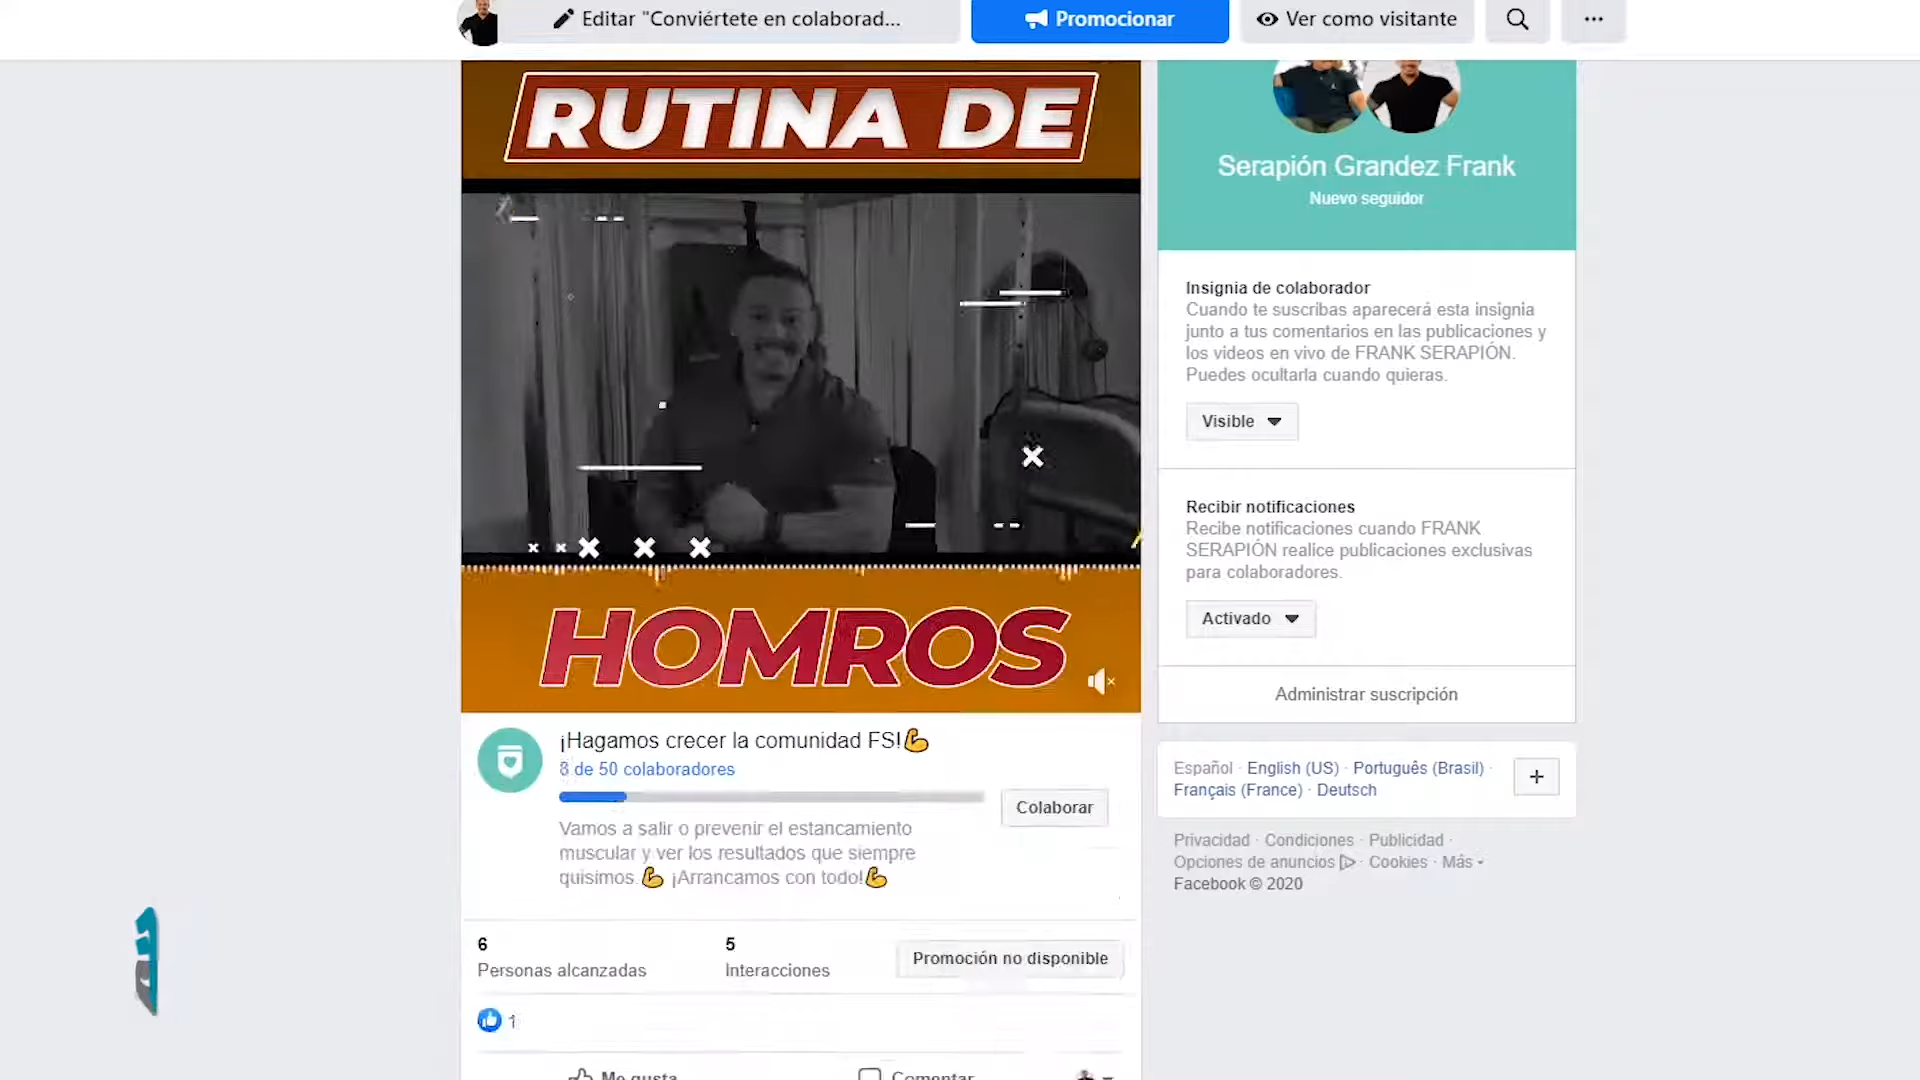 Editar "Conviértete en colaborad...
Promocionar
Ver como visitante
RUTINA DE
HOMROS
¡Hagamos crecer la comunidad FS!💪
8 de 50 colaboradores
Colaborar
Vamos a salir o prevenir el estancamiento
muscular y ver los resultados que siempre
quisimos.💪 ¡Arrancamos con todo!💪
6
Personas alcanzadas
5
Interacciones
Promoción no disponible
1
Me gusta
Comentar
Serapión Grandez Frank
Nuevo seguidor
Insignia de colaborador
Cuando te suscribas aparecerá esta insignia
junto a tus comentarios en las publicaciones y
los videos en vivo de FRANK SERAPIÓN.
Puedes ocultarla cuando quieras.
Visible
Recibir notificaciones
Recibe notificaciones cuando FRANK
SERAPIÓN realice publicaciones exclusivas
para colaboradores.
Activado
Administrar suscripción
Español · English (US) · Português (Brasil) ·
Français (France) · Deutsch
Privacidad · Condiciones · Publicidad ·
Opciones de anuncios · Cookies · Más
Facebook © 2020